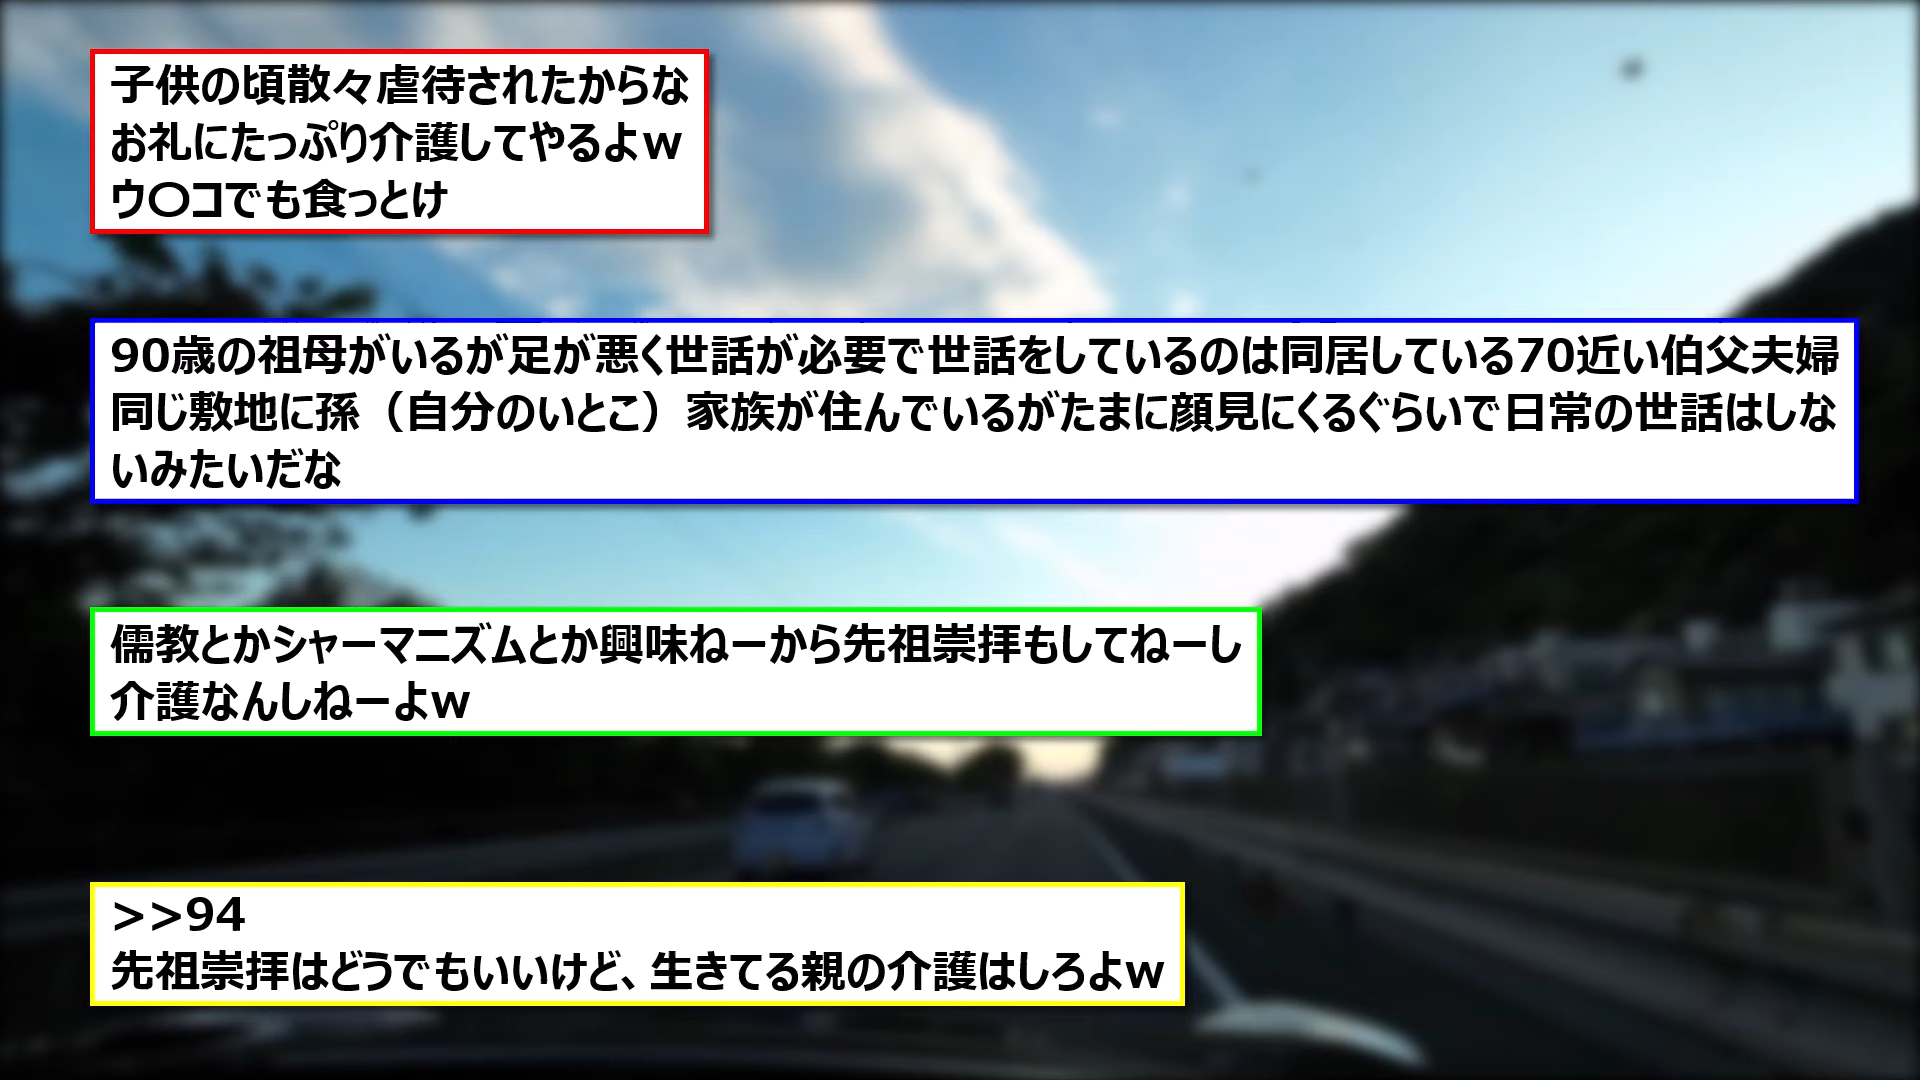 子供の頃散々虐待されたからな
お礼にたっぷり介護してやるよw
ウ〇コでも食っとけ
90歳の祖母がいるが足が悪く世話が必要で世話をしているのは同居している70近い伯父夫婦
同じ敷地に孫（自分のいとこ）家族が住んでいるがたまに顔見にくるぐらいで日常の世話はしな
いみたいだな
儒教とかシャーマニズムとか興味ねーから先祖崇拝もしてねーし
介護なんしねーよw
>>94
先祖崇拝はどうでもいいけど、生きてる親の介護はしろよw